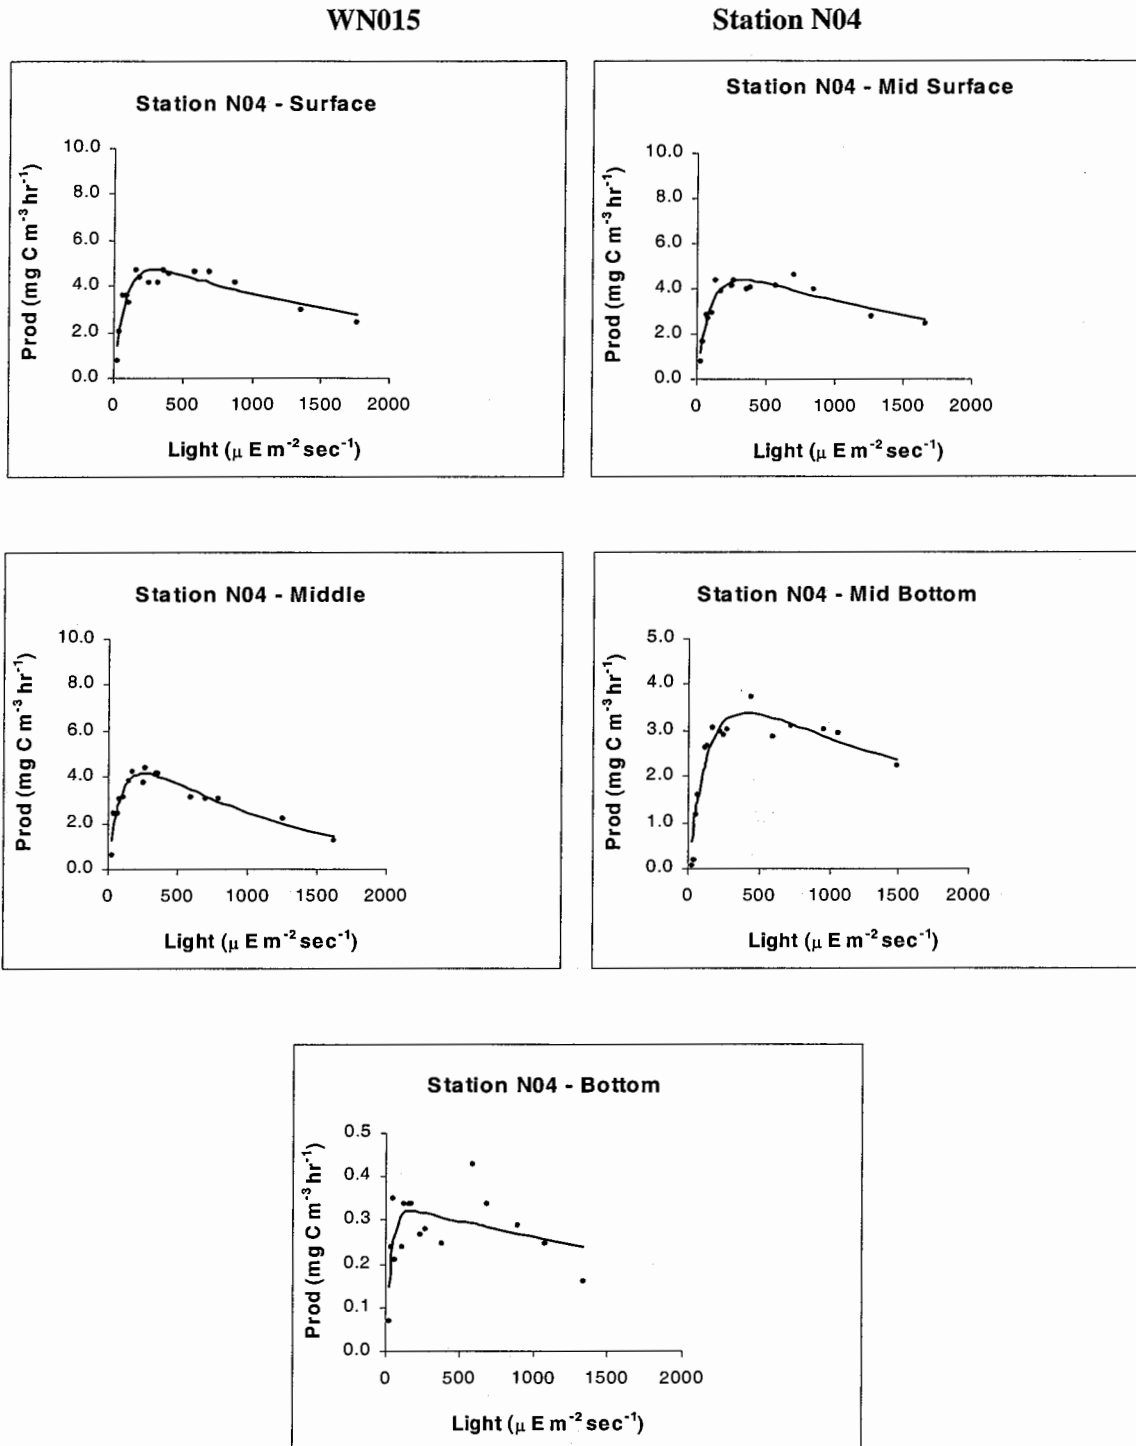 WN015 Station N04
Station N04 - Surface
Prod (mg C m⁻³ hr⁻¹)
10.0
8.0
6.0
4.0
2.0
0.0
0 500 1000 1500 2000
Light (μ E m⁻² sec⁻¹)
Station N04 - Mid Surface
Prod (mg C m⁻³ hr⁻¹)
10.0
8.0
6.0
4.0
2.0
0.0
0 500 1000 1500 2000
Light (μ E m⁻² sec⁻¹)
Station N04 - Middle
Prod (mg C m⁻³ hr⁻¹)
10.0
8.0
6.0
4.0
2.0
0.0
0 500 1000 1500 2000
Light (μ E m⁻² sec⁻¹)
Station N04 - Mid Bottom
Prod (mg C m⁻³ hr⁻¹)
5.0
4.0
3.0
2.0
1.0
0.0
0 500 1000 1500 2000
Light (μ E m⁻² sec⁻¹)
Station N04 - Bottom
Prod (mg C m⁻³ hr⁻¹)
0.5
0.4
0.3
0.2
0.1
0.0
0 500 1000 1500 2000
Light (μ E m⁻² sec⁻¹)